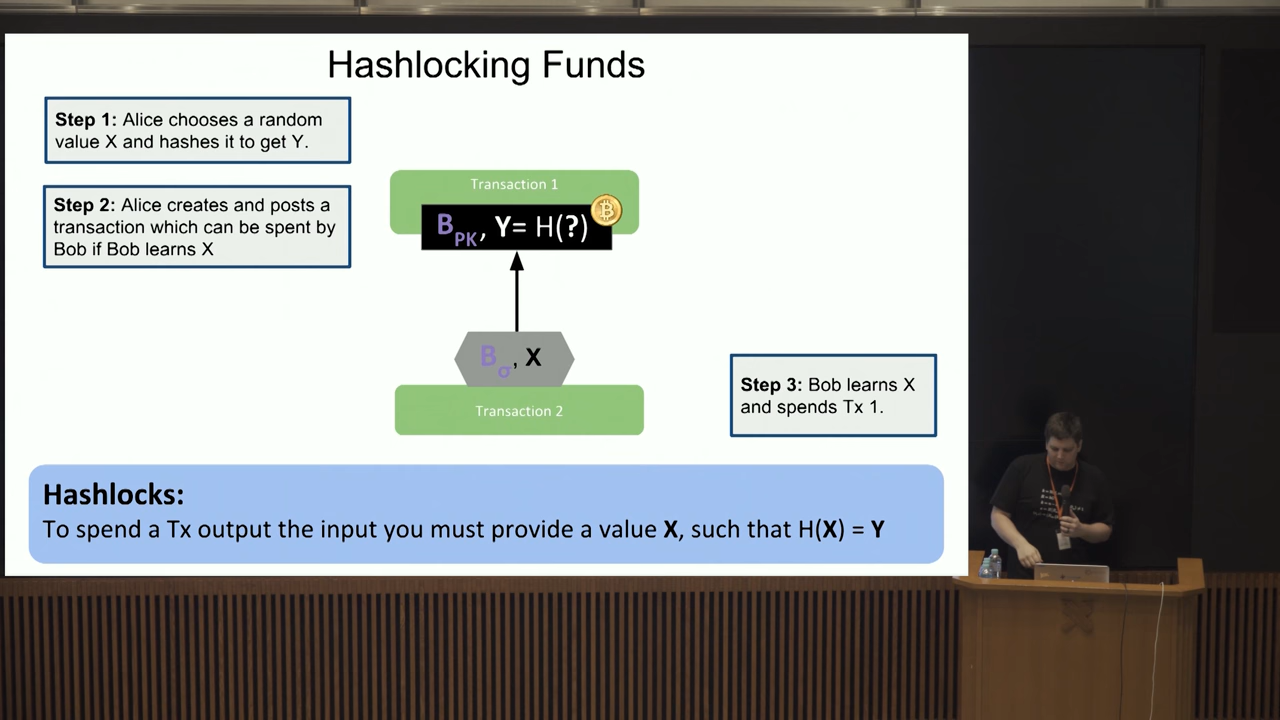 Hashlocking Funds
Step 1: Alice chooses a random
value X and hashes it to get Y.
Step 2: Alice creates and posts a
transaction which can be spent by
Bob if Bob learns X
Transaction 1
B_PK, Y= H(?)
B_σ, X
Transaction 2
Step 3: Bob learns X
and spends Tx 1.
Hashlocks:
To spend a Tx output the input you must provide a value X, such that H(X) = Y